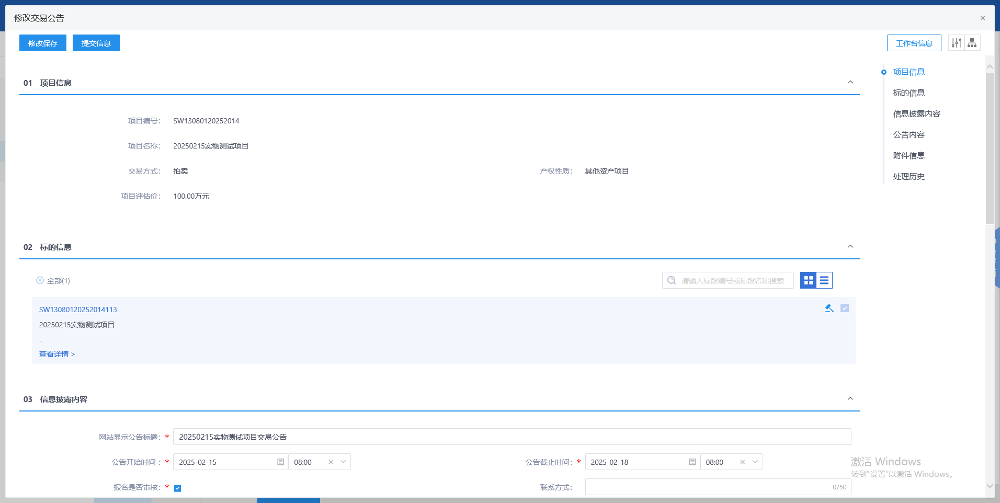 修改交易公告
修改保存 提交信息 工作台信息
项目信息
标的信息
信息披露内容
公告内容
附件信息
处理历史
01 项目信息
项目编号： SW13080120252014
项目名称： 20250215实物测试项目
交易方式： 拍卖 产权性质： 其他资产项目
项目评估价： 100.00万元
02 标的信息
全部(1) 请输入标段编号或标段名称搜索
SW13080120252014113
20250215实物测试项目
-
查看详情 >
03 信息披露内容
网站显示公告标题：* 20250215实物测试项目交易公告
公告开始时间 ：* 2025-02-15 08:00 公告截止时间：* 2025-02-18 08:00
报名是否审核：* 联系方式： 0/50
激活 Windows
转到“设置”以激活 Windows。